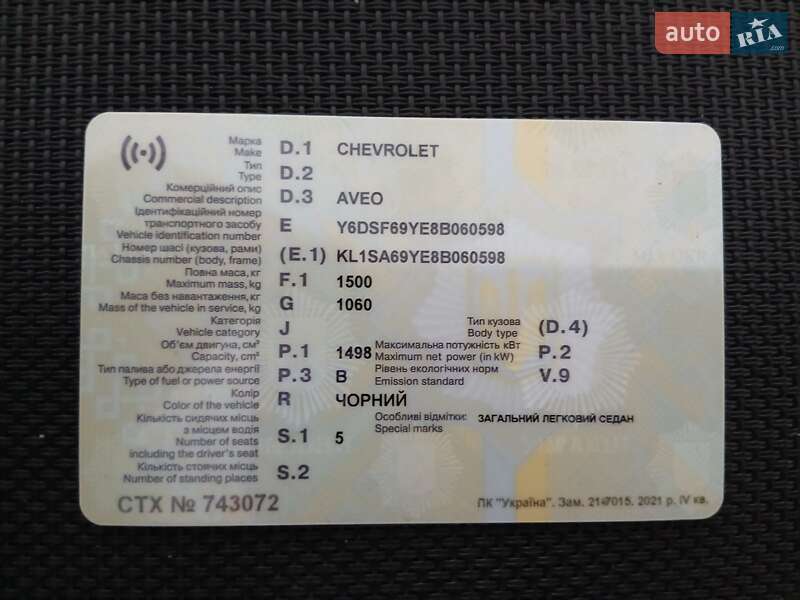 auto RIA.com
Марка
Make D.1 CHEVROLET
Тип
Type D.2
Комерційний опис
Commercial description D.3 AVEO
Ідентифікаційний номер
транспортного засобу
Vehicle identification number E Y6DSF69YE8B060598
Номер шасі (кузова, рами)
Chassis number (body, frame) (E.1) KL1SA69YE8B060598
Повна маса, кг
Maximum mass, kg F.1 1500
Маса без навантаження, кг
Mass of the vehicle in service, kg G 1060
Категорія
Vehicle category J
Тип кузова
Body type (D.4)
Об'єм двигуна, см³
Capacity, cm³ P.1 1498
Максимальна потужність кВт
Maximum net power (in kW) P.2
Тип палива або джерела енергії
Type of fuel or power source P.3 B
Рівень екологічних норм
Emission standard V.9
Колір
Color of the vehicle R ЧОРНИЙ
Особливі відмітки: ЗАГАЛЬНИЙ ЛЕГКОВИЙ СЕДАН
Special marks
Кількість сидячих місць
з місцем водія
Number of seats
including the driver's seat S.1 5
Кількість стоячих місць
Number of standing places S.2
СТХ № 743072
ПК "Україна". Зам. 21-7015. 2021 р. IV кв.